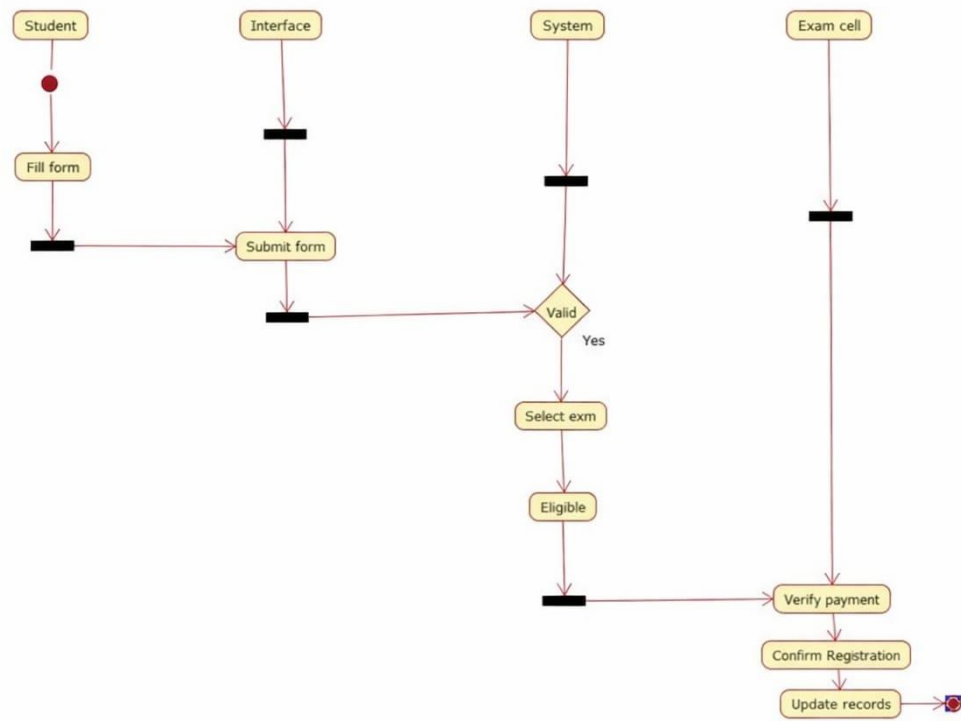 Student
Interface
System
Exam cell
Fill form
Submit form
Valid
Yes
Select exm
Eligible
Verify payment
Confirm Registration
Update records